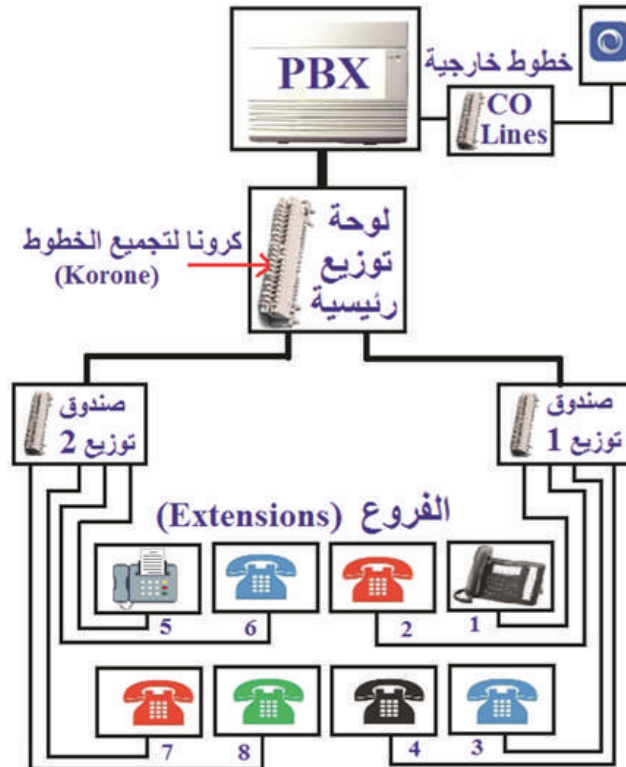 PBX
خطوط خارجية
CO
Lines
لوحة
توزيع
رئيسية
كرونا لتجميع الخطوط
(Korone)
صندوق
توزيع 1
صندوق
توزيع 2
الفروع (Extensions)
1
2
6
5
3
4
8
7